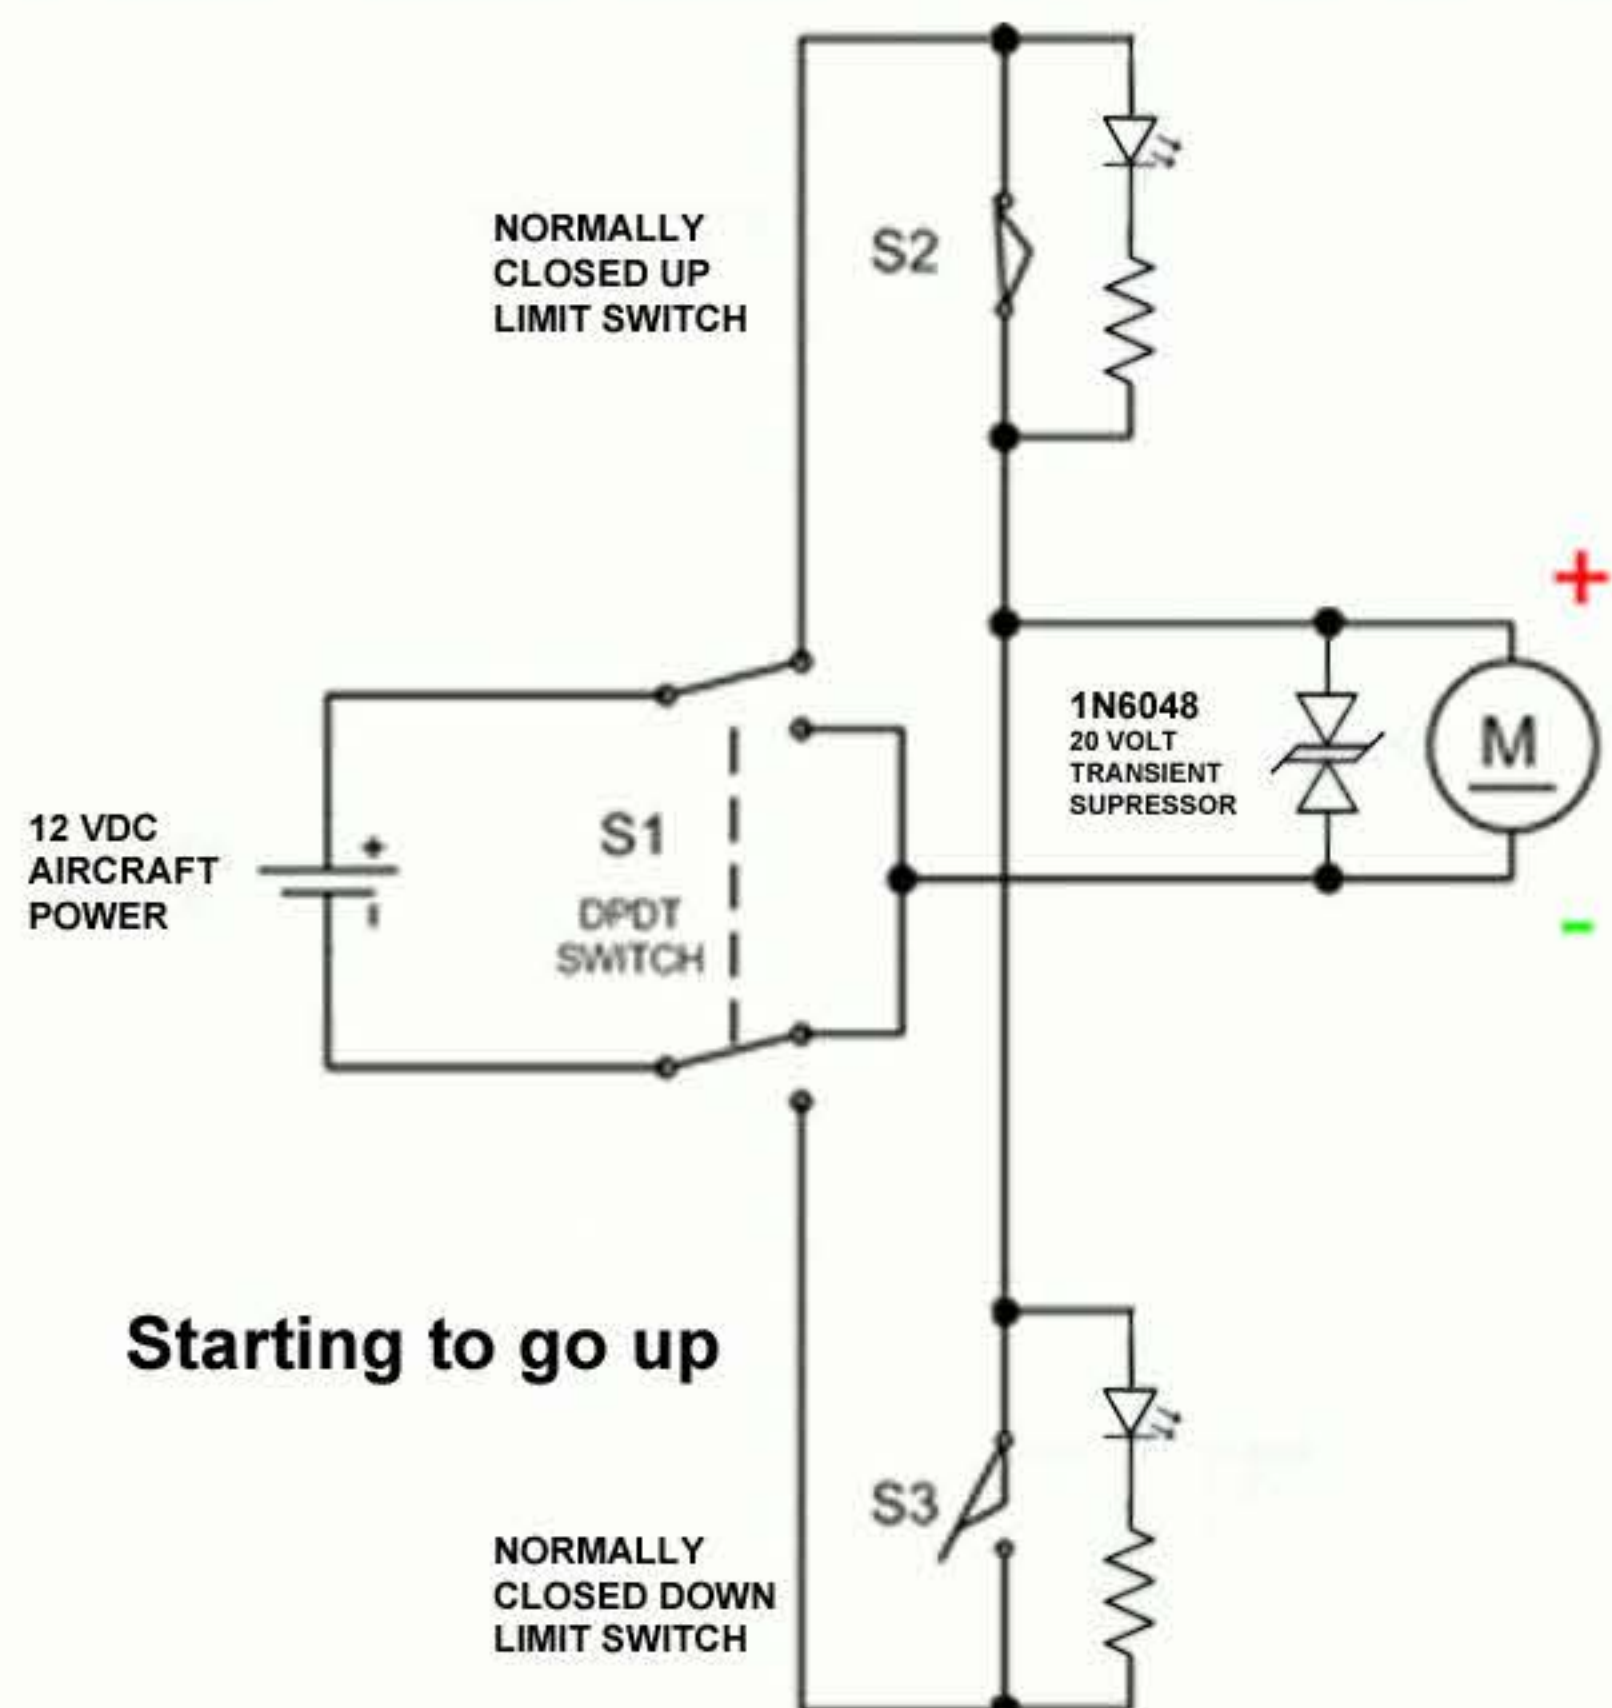 NORMALLY
CLOSED UP
LIMIT SWITCH
S2
+
1N6048
20 VOLT
TRANSIENT
SUPRESSOR
M
12 VDC
AIRCRAFT
POWER
+
-
S1
DPDT
SWITCH
-
Starting to go up
S3
NORMALLY
CLOSED DOWN
LIMIT SWITCH